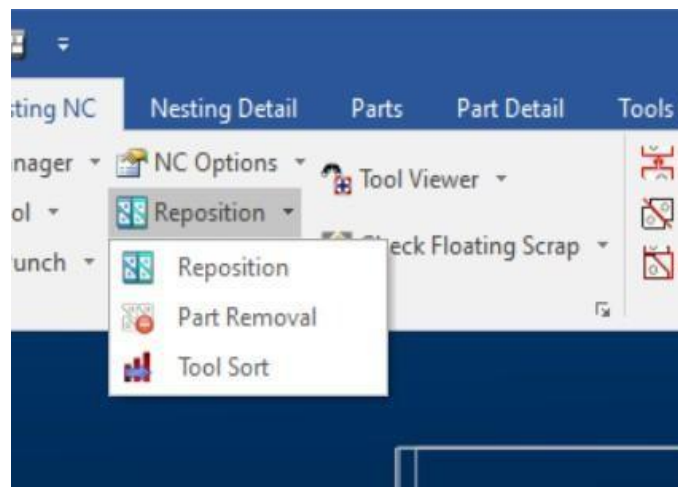 sting NC Nesting Detail Parts Part Detail Tools
nager NC Options Tool Viewer
ol Reposition
unch eck Floating Scrap
Reposition
Part Removal
Tool Sort